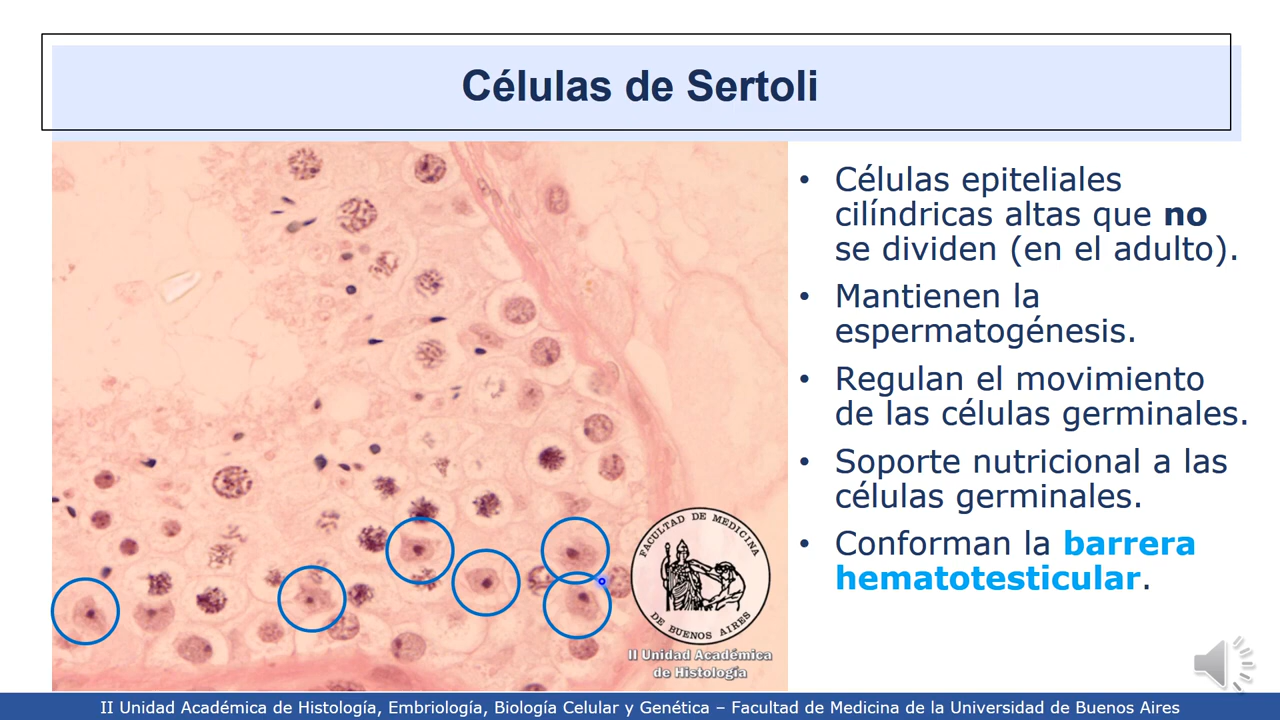 Células de Sertoli
• Células epiteliales
cilíndricas altas que no
se dividen (en el adulto).
• Mantienen la
espermatogénesis.
• Regulan el movimiento
de las células germinales.
• Soporte nutricional a las
células germinales.
• Conforman la barrera
hematotesticular.
FACULTAD DE MEDICINA
DE BUENOS AIRES
II Unidad Académica
de Histología
II Unidad Académica de Histología, Embriología, Biología Celular y Genética – Facultad de Medicina de la Universidad de Buenos Aires